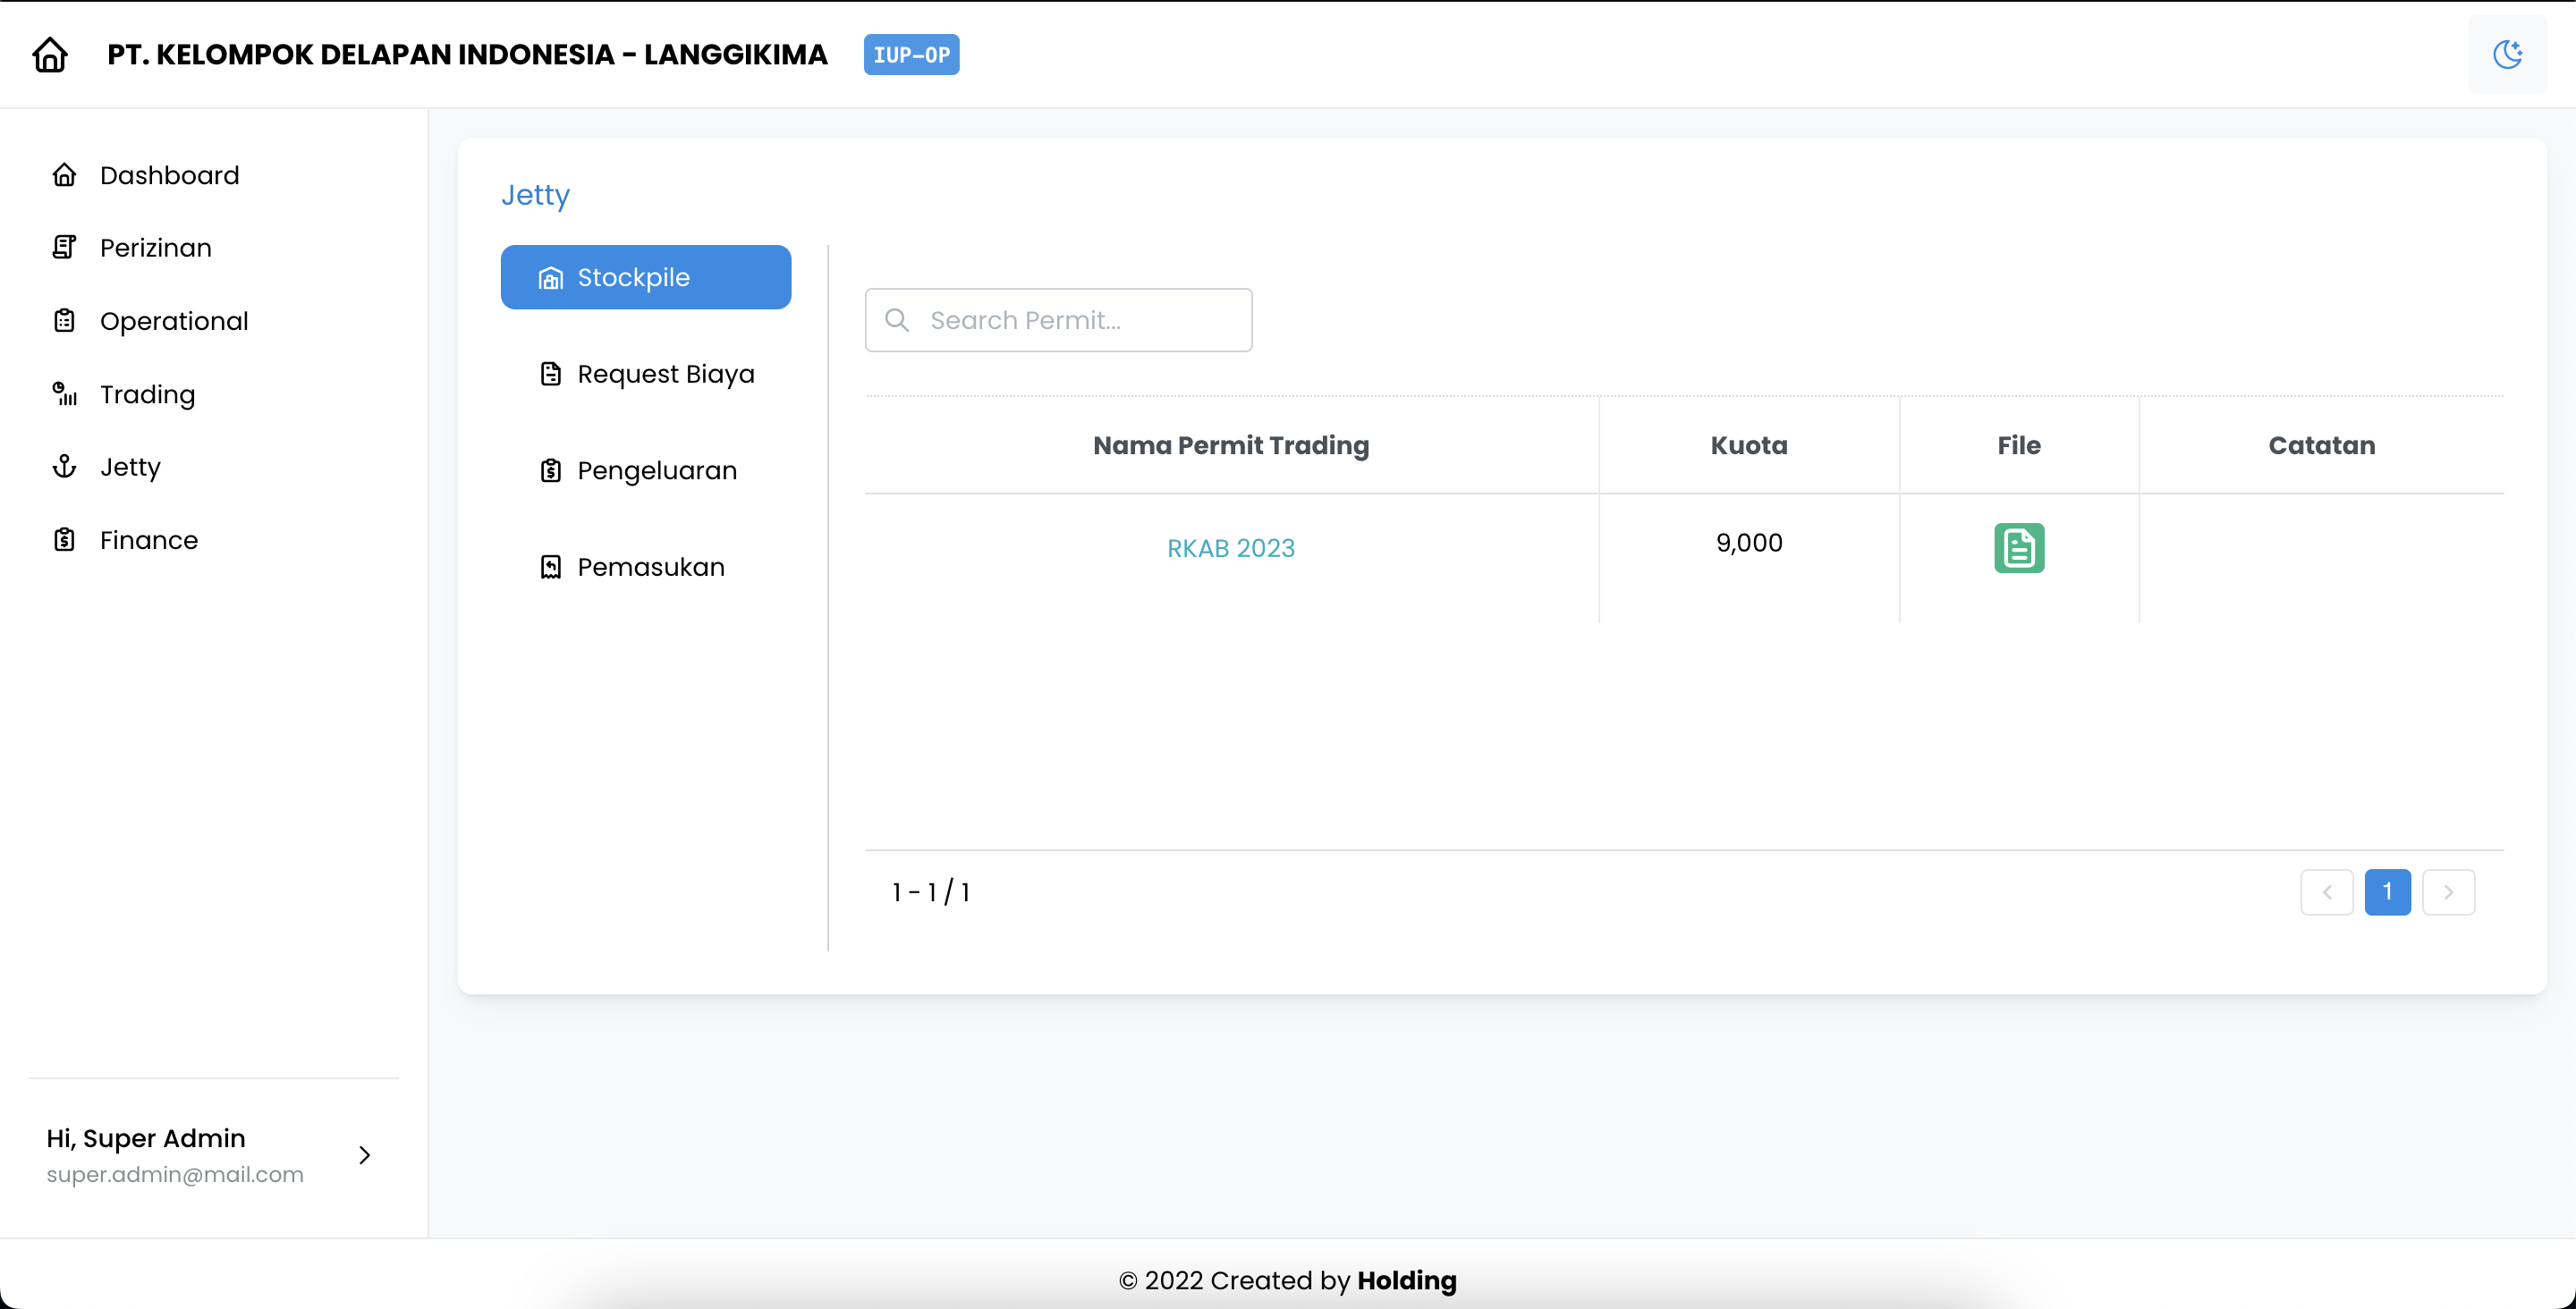 PT. KELOMPOK DELAPAN INDONESIA - LANGGIKIMA
IUP-OP
Dashboard
Perizinan
Operational
Trading
Jetty
Finance
Hi, Super Admin
super.admin@mail.com
Jetty
Stockpile
Request Biaya
Pengeluaran
Pemasukan
Search Permit...
Nama Permit Trading Kuota File Catatan
RKAB 2023 9,000
1 - 1 / 1
1
© 2022 Created by Holding